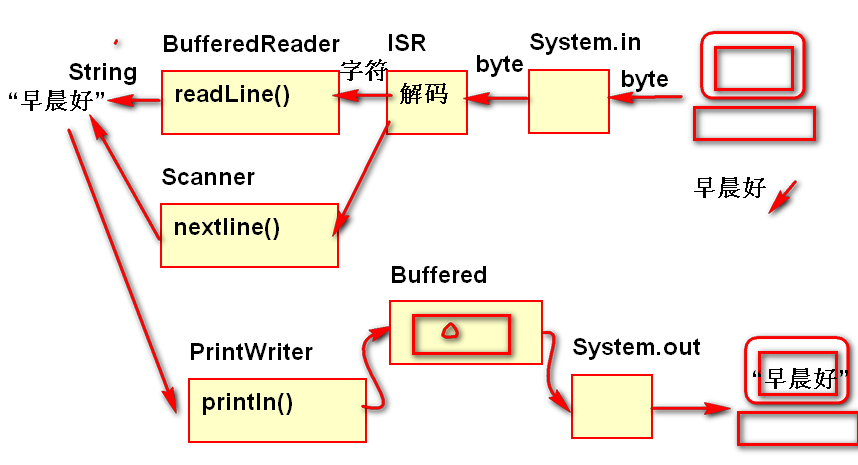 BufferedReader
ISR
System.in
String
字符
byte
byte
“早晨好”
readLine()
解码
Scanner
早晨好
nextline()
Buffered
PrintWriter
System.out
println()
“早晨好”